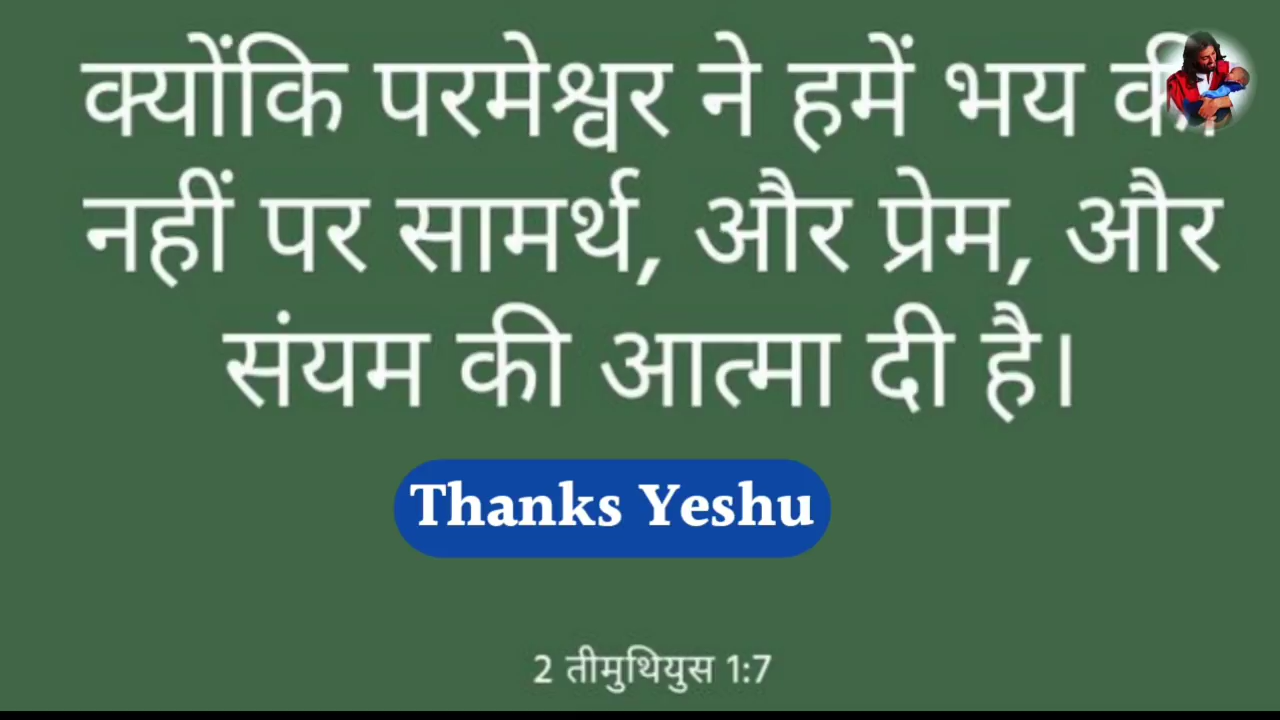 क्योंकि परमेश्वर ने हमें भय की
नहीं पर सामर्थ, और प्रेम, और
संयम की आत्मा दी है।
Thanks Yeshu
2 तीमुथियुस 1:7